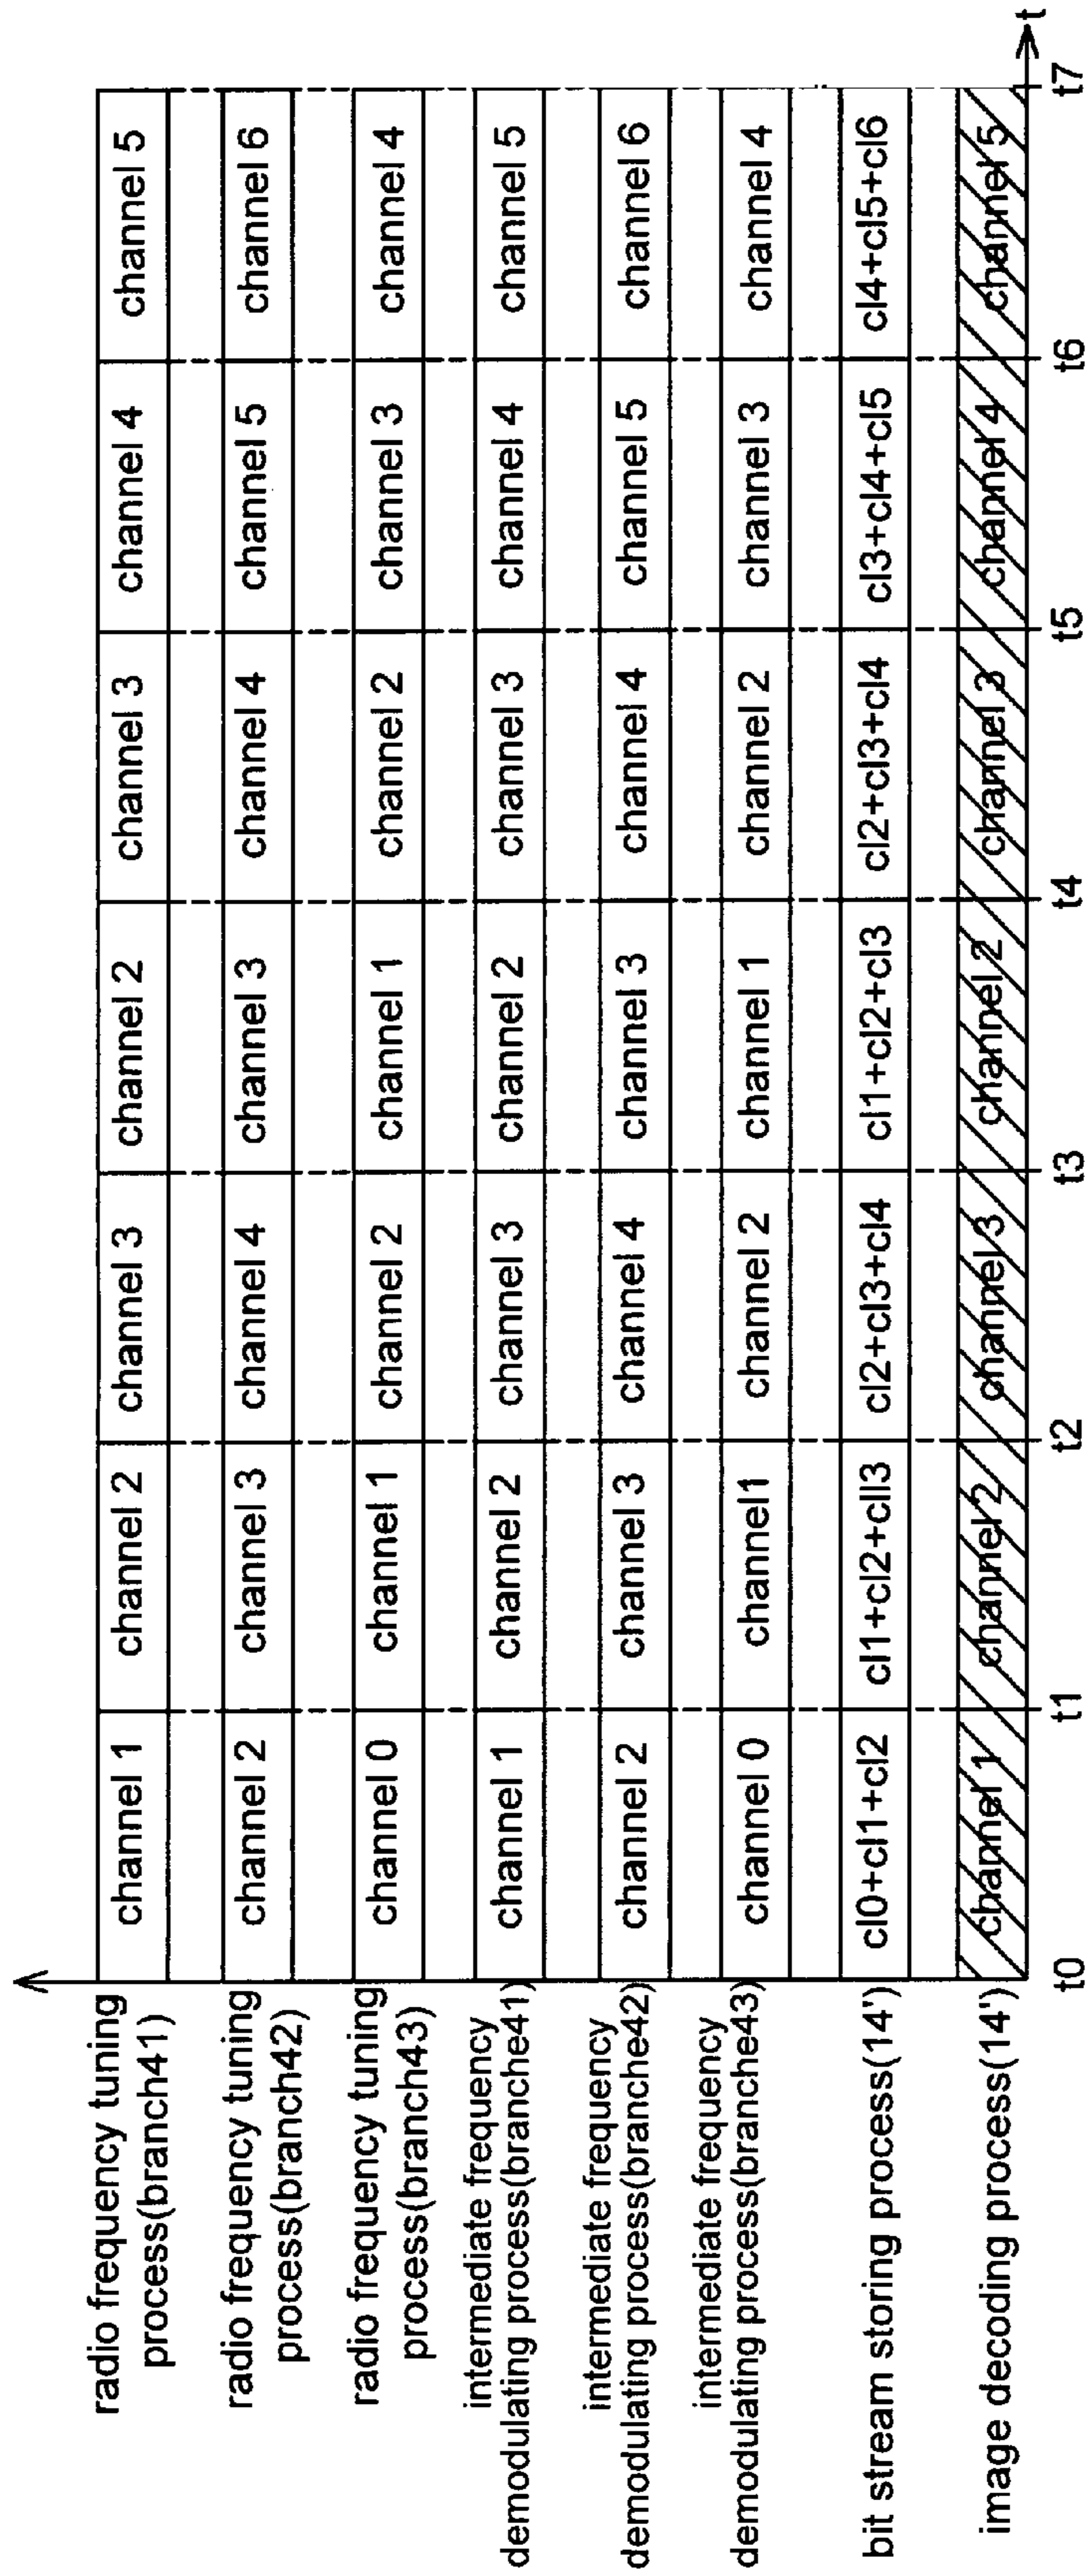 radio frequency tuning
process(branch41)
channel 1
channel 2
channel 3
channel 2
channel 3
channel 4
channel 5
radio frequency tuning
process(branch42)
channel 2
channel 3
channel 4
channel 3
channel 4
channel 5
channel 6
radio frequency tuning
process(branch43)
channel 0
channel 1
channel 2
channel 1
channel 2
channel 3
channel 4
intermediate frequency
demodulating process(branche41)
channel 1
channel 2
channel 3
channel 2
channel 3
channel 4
channel 5
intermediate frequency
demodulating process(branche42)
channel 2
channel 3
channel 4
channel 3
channel 4
channel 5
channel 6
intermediate frequency
demodulating process(branche43)
channel 0
channel1
channel 2
channel 1
channel 2
channel 3
channel 4
bit stream storing process(14')
cl0+cl1+cl2
cl1+cl2+cll3
cl2+cl3+cl4
cl1+cl2+cl3
cl2+cl3+cl4
cl3+cl4+cl5
cl4+cl5+cl6
image decoding process(14')
channel 1
channel 2
channel 3
channel 2
channel 3
channel 4
channel 5
t0
t1
t2
t3
t4
t5
t6
t7
t